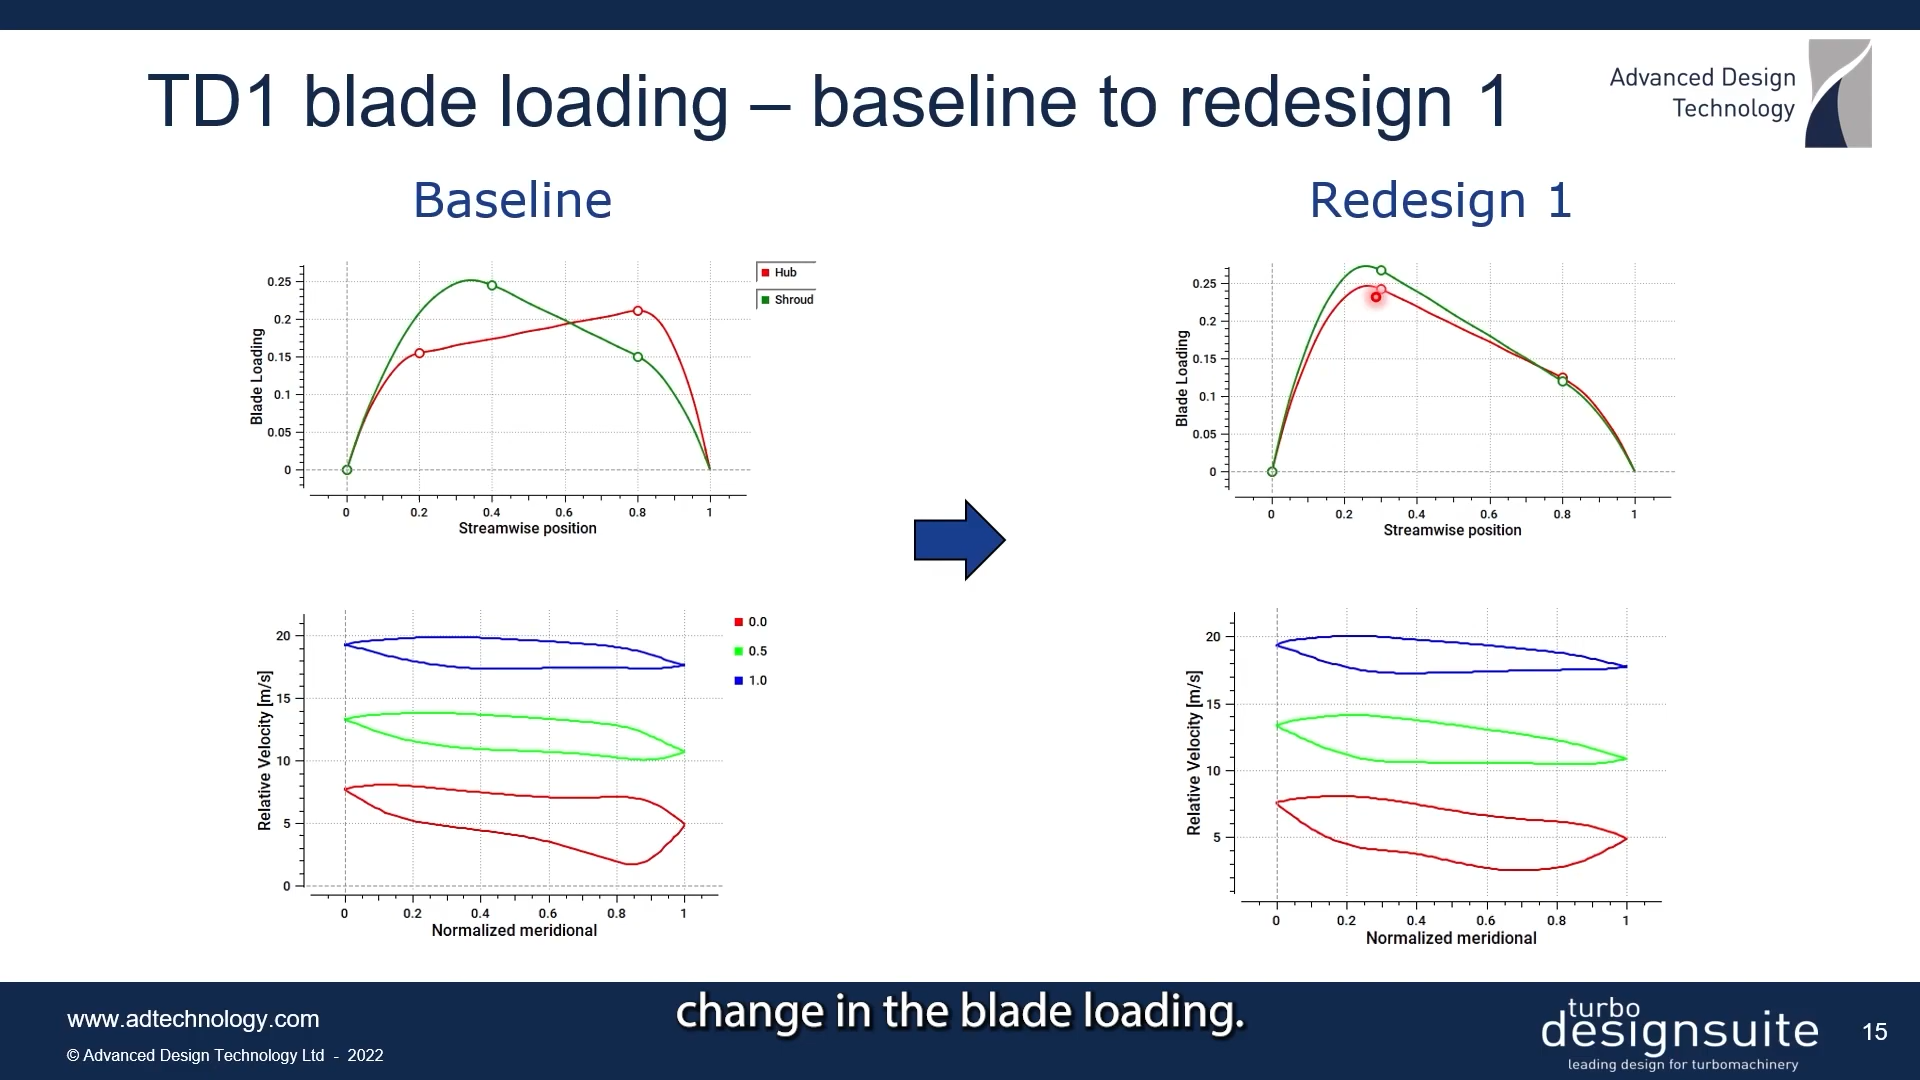 TD1 blade loading – baseline to redesign 1
Advanced Design
Technology
Baseline
Redesign 1
Hub
Shroud
Blade Loading
0.25
0.2
0.15
0.1
0.05
0
0 0.2 0.4 0.6 0.8 1
Streamwise position
Blade Loading
0.25
0.2
0.15
0.1
0.05
0
0 0.2 0.4 0.6 0.8 1
Streamwise position
0.0
0.5
1.0
Relative Velocity [m/s]
20
15
10
5
0
0 0.2 0.4 0.6 0.8 1
Normalized meridional
Relative Velocity [m/s]
20
15
10
5
0 0.2 0.4 0.6 0.8 1
Normalized meridional
change in the blade loading.
www.adtechnology.com
© Advanced Design Technology Ltd - 2022
turbo
designsuite
leading design for turbomachinery
15